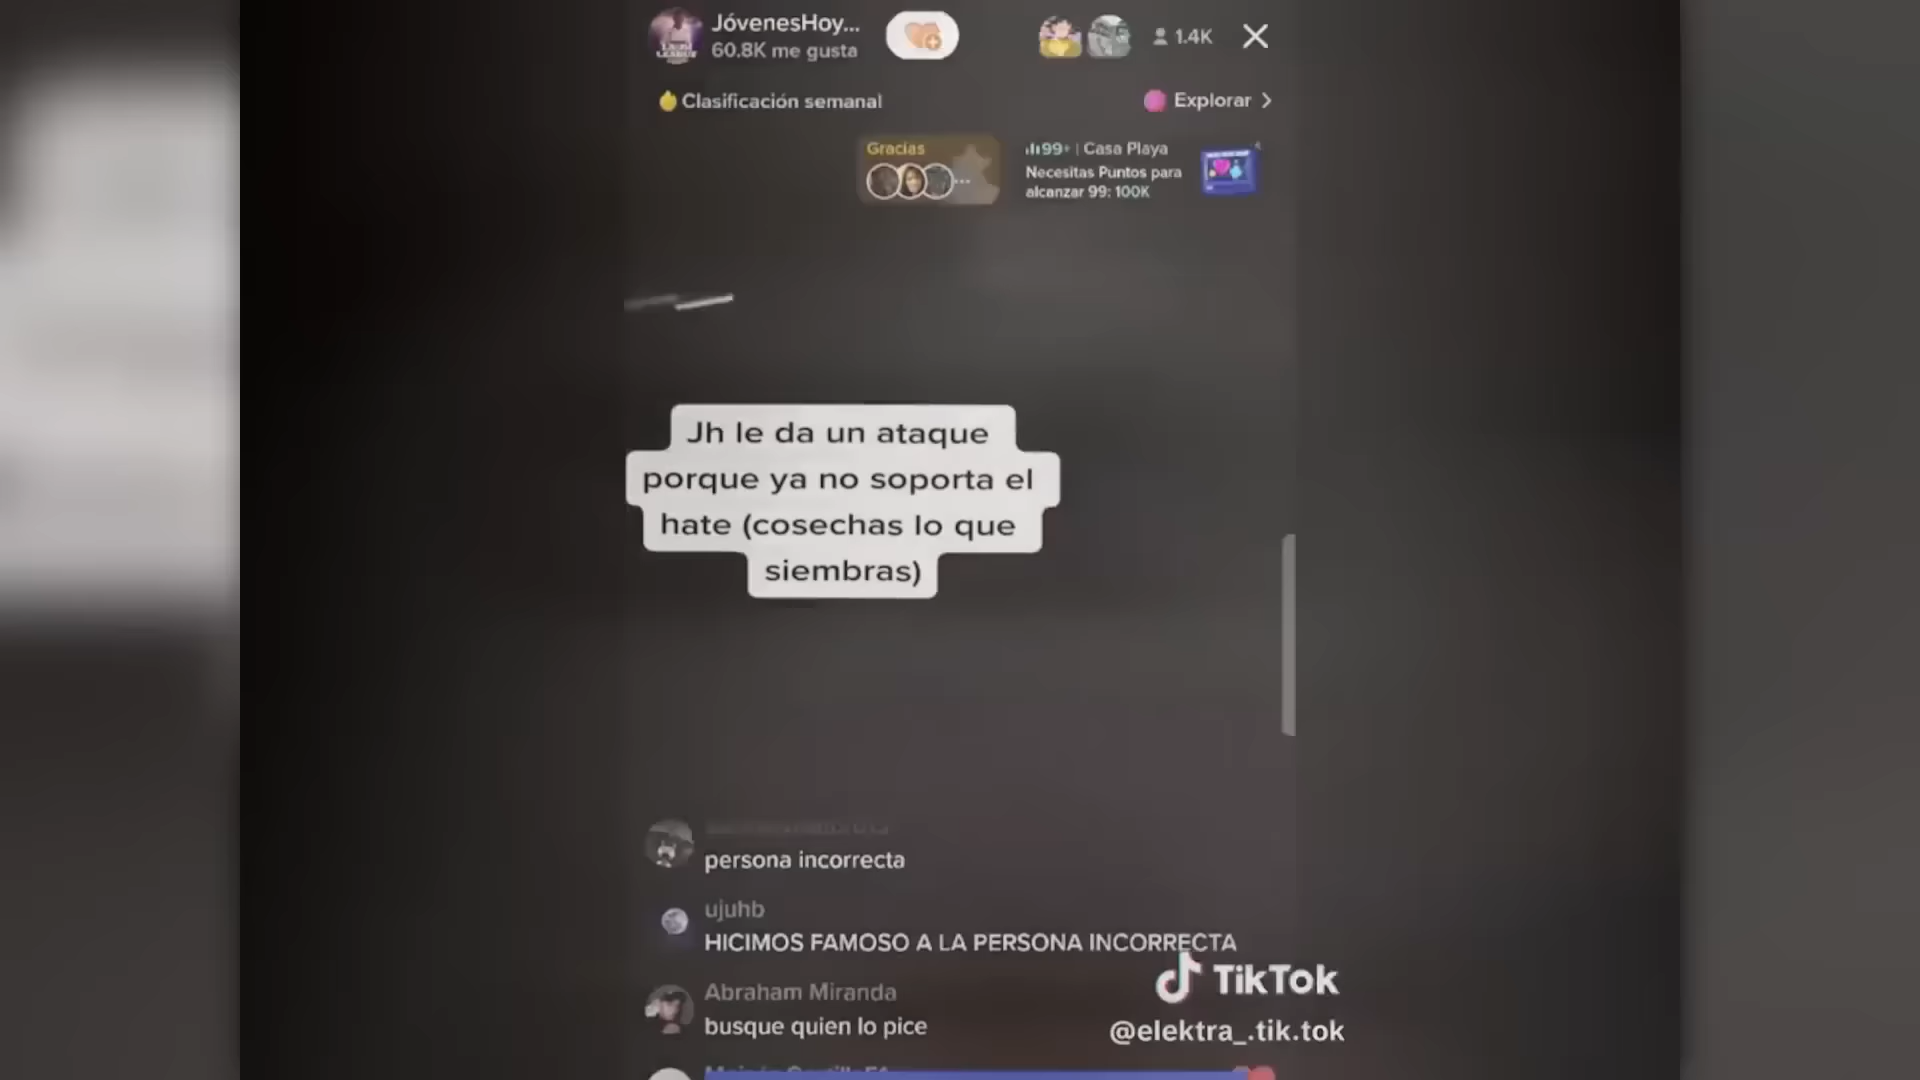 JóvenesHoy...
60.8K me gusta
1.4K
Clasificación semanal
Explorar
Gracias
99+ | Casa Playa
Necesitas Puntos para
alcanzar 99: 100K
Jh le da un ataque
porque ya no soporta el
hate (cosechas lo que
siembras)
persona incorrecta
ujuhb
HICIMOS FAMOSO A LA PERSONA INCORRECTA
Abraham Miranda
busque quien lo pice
TikTok
@elektra_.tik.tok